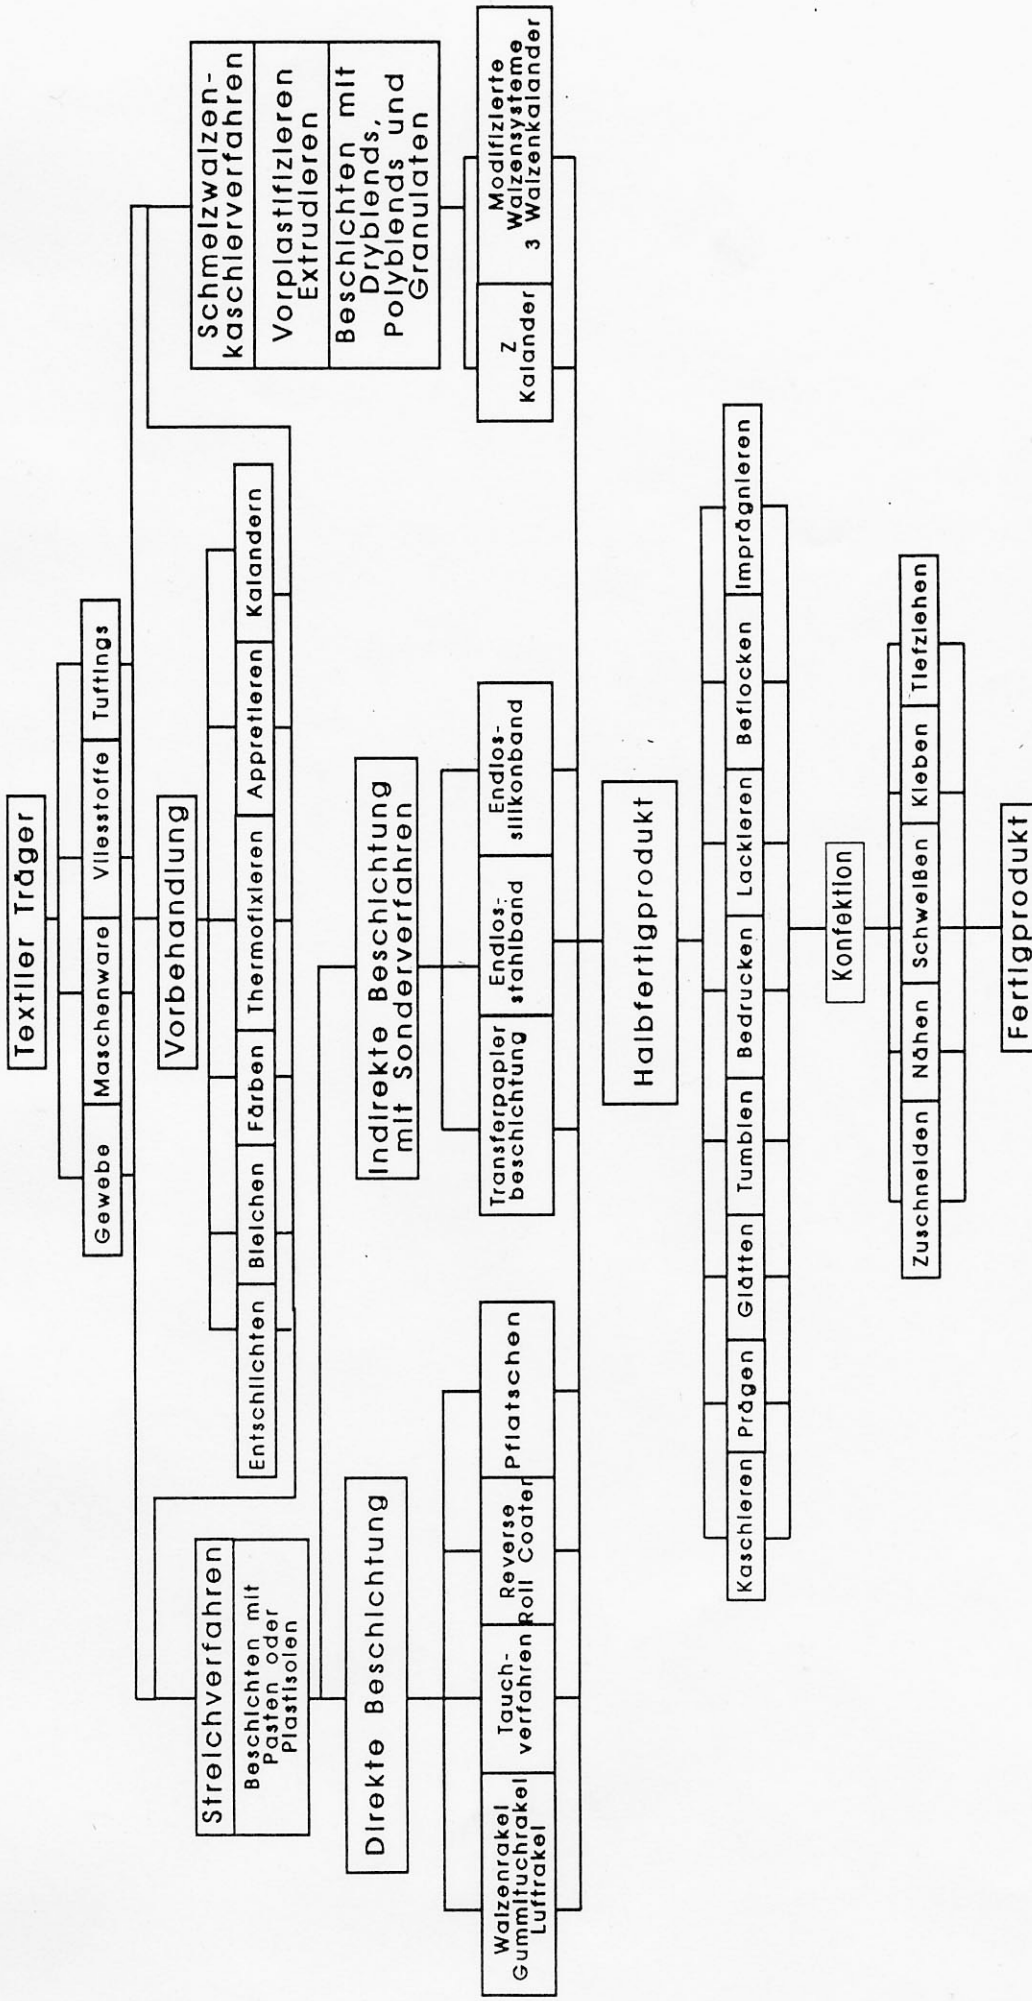 Textiler Träger
Gewebe
Maschenware
Vliesstoffe
Tuftings
Vorbehandlung
Entschlichten
Bleichen
Färben
Thermofixieren
Appretieren
Kalandern
Streichverfahren
Beschichten mit
Pasten oder
Plastisolen
Schmelzwalzen-
kaschierverfahren
Vorplastifizieren
Extrudieren
Beschichten mit
Dryblends,
Polyblends und
Granulaten
Direkte Beschichtung
Indirekte Beschichtung
mit Sonderverfahren
Walzenrakel
Gummituchrakel
Luftrakel
Tauch-
verfahren
Reverse
Roll Coater
Pflatschen
Transferpapier
beschichtung
Endlos-
stahlband
Endlos-
silikonband
Z
Kalander
Modifizierte
Walzensysteme
3 Walzenkalander
Halbfertigprodukt
Kaschieren
Prägen
Glätten
Tumblen
Bedrucken
Lackieren
Beflocken
Imprägnieren
Konfektion
Zuschneiden
Nähen
Schweißen
Kleben
Tiefziehen
Fertigprodukt